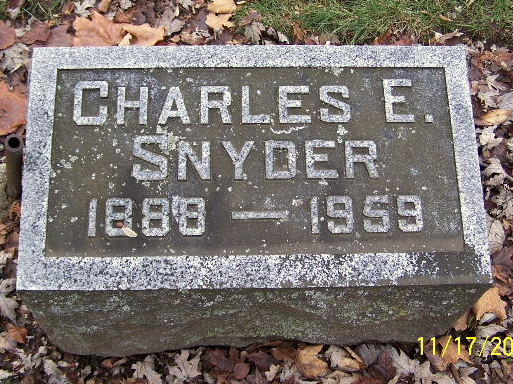 CHARLES E.
SNYDER
1888 — 1959
11/17/20